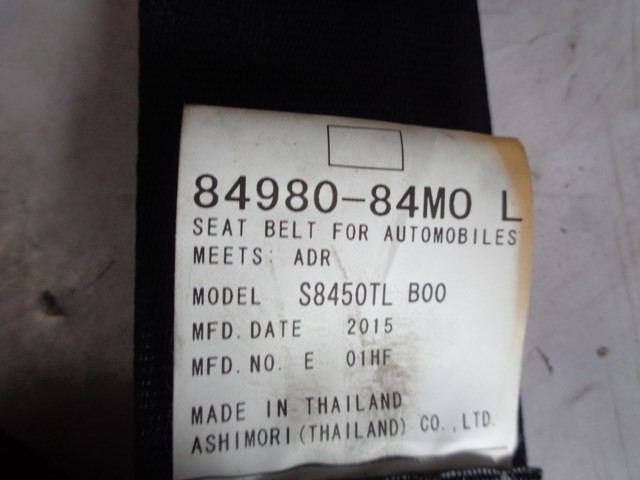 84980-84M0 L
SEAT BELT FOR AUTOMOBILES
MEETS: ADR
MODEL S8450TL B00
MFD. DATE 2015
MFD. NO. E 01HF
MADE IN THAILAND
ASHIMORI (THAILAND) CO., LTD.